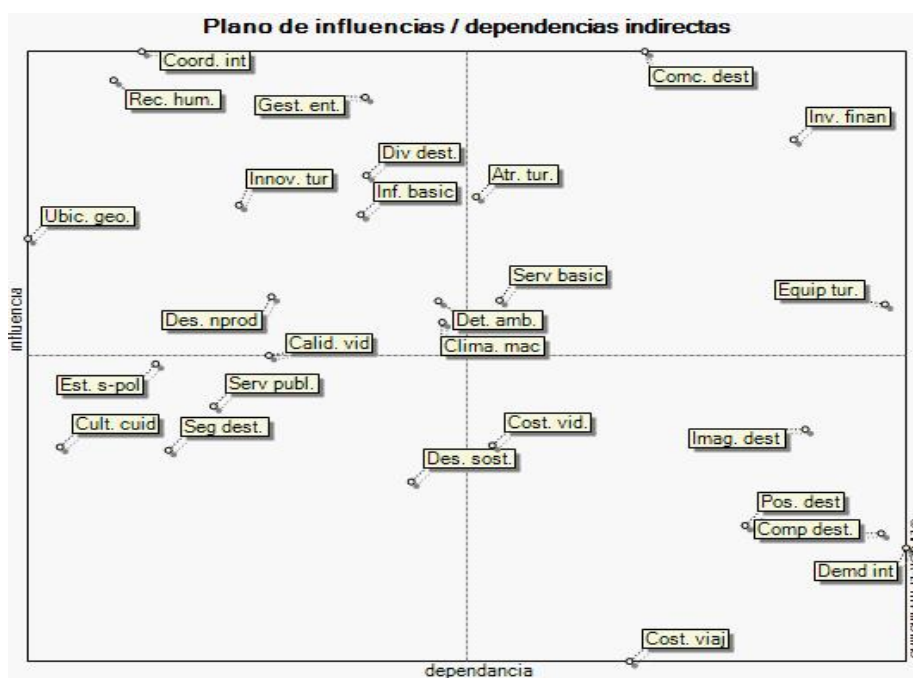 Plano de influencias / dependencias indirectas
Coord. int
Comc. dest
Rec. hum.
Gest. ent.
Inv. finan
Div dest.
Innov. tur
Atr. tur.
Inf. basic
Ubic. geo.
Serv basic
Equip tur.
Des. nprod
Det. amb.
influencia
Calid. vid
Clima. mac
Est. s-pol
Serv publ.
Cult. cuid
Seg dest.
Cost. vid.
Imag. dest
Des. sost.
Pos. dest
Comp dest.
Demd int
Cost. viaj
dependancia